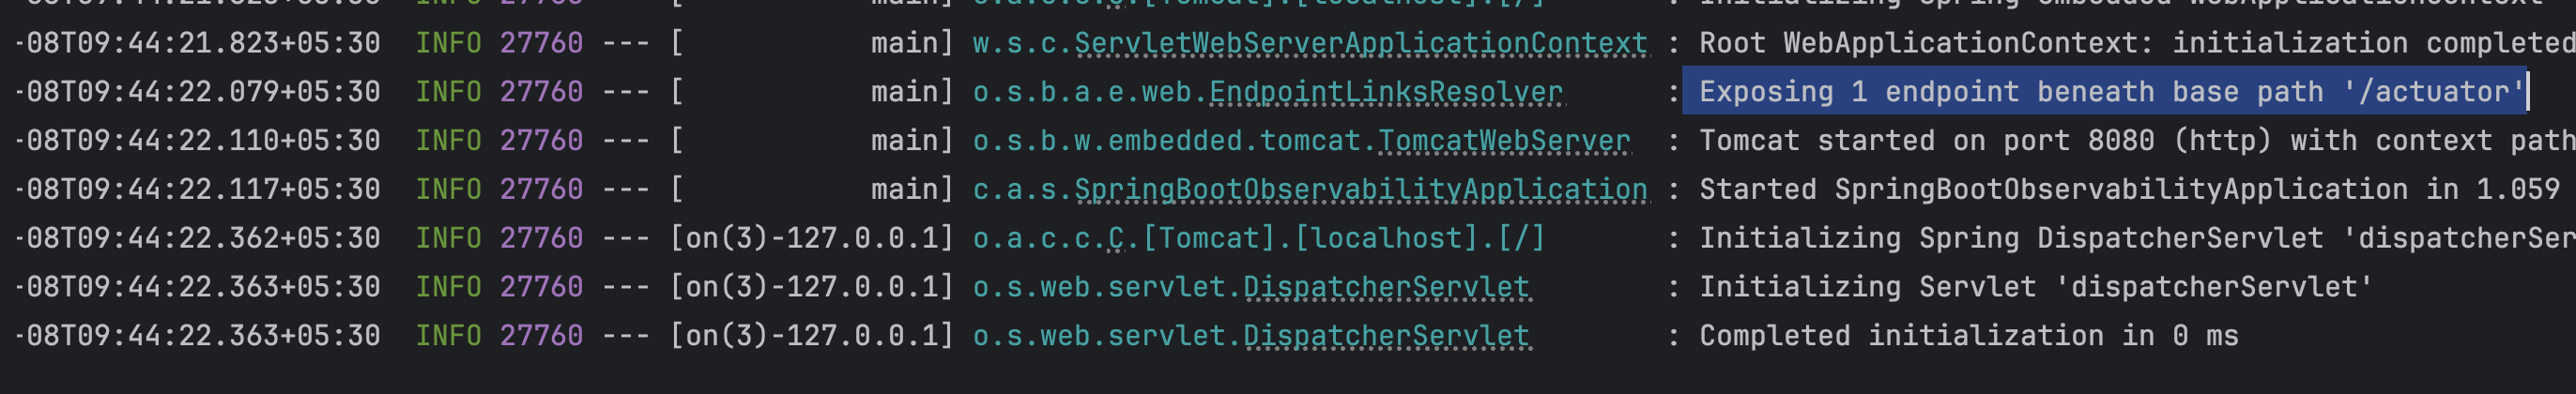 -08T09:44:21.823+05:30  INFO 27760 --- [           main] w.s.c.ServletWebServerApplicationContext : Root WebApplicationContext: initialization completed
-08T09:44:22.079+05:30  INFO 27760 --- [           main] o.s.b.a.e.web.EndpointLinksResolver      : Exposing 1 endpoint beneath base path '/actuator'
-08T09:44:22.110+05:30  INFO 27760 --- [           main] o.s.b.w.embedded.tomcat.TomcatWebServer  : Tomcat started on port 8080 (http) with context path
-08T09:44:22.117+05:30  INFO 27760 --- [           main] c.a.s.SpringBootObservabilityApplication : Started SpringBootObservabilityApplication in 1.059
-08T09:44:22.362+05:30  INFO 27760 --- [on(3)-127.0.0.1] o.a.c.c.C.[Tomcat].[localhost].[/]       : Initializing Spring DispatcherServlet 'dispatcherSer
-08T09:44:22.363+05:30  INFO 27760 --- [on(3)-127.0.0.1] o.s.web.servlet.DispatcherServlet        : Initializing Servlet 'dispatcherServlet'
-08T09:44:22.363+05:30  INFO 27760 --- [on(3)-127.0.0.1] o.s.web.servlet.DispatcherServlet        : Completed initialization in 0 ms